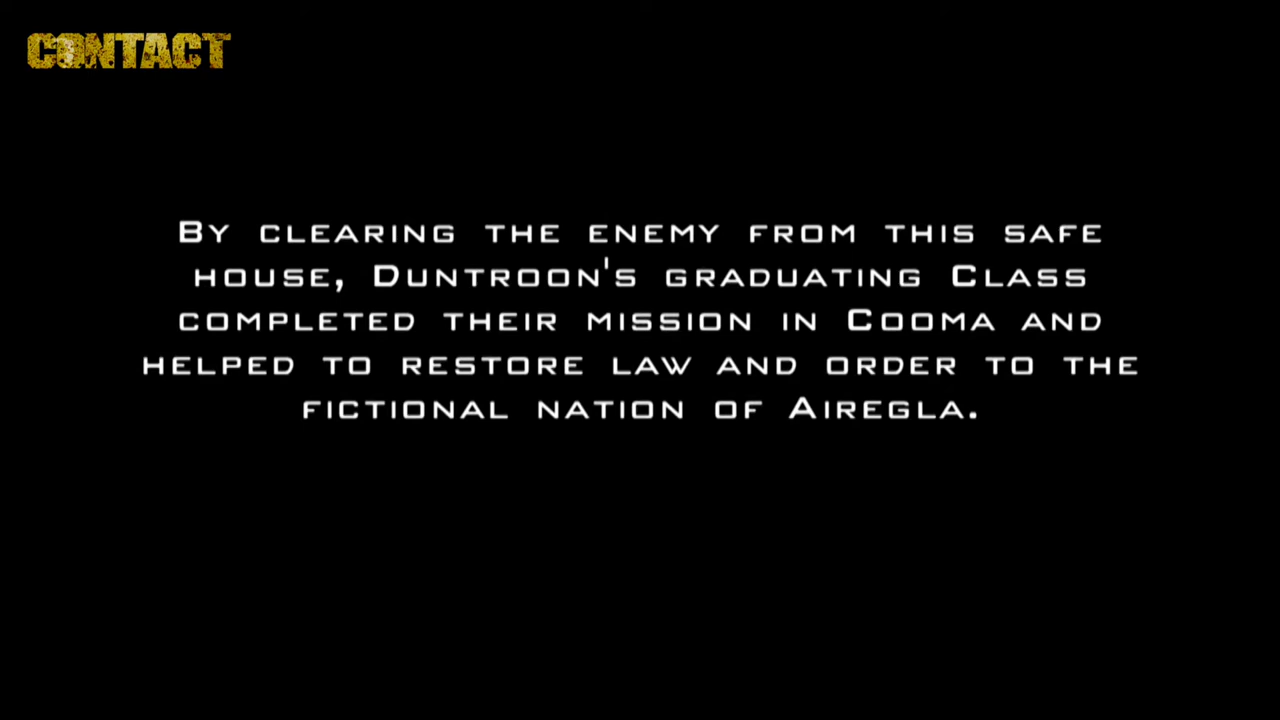 CONTACT
By clearing the enemy from this safe
house, Duntroon's graduating Class
completed their mission in Cooma and
helped to restore law and order to the
fictional nation of Airegla.